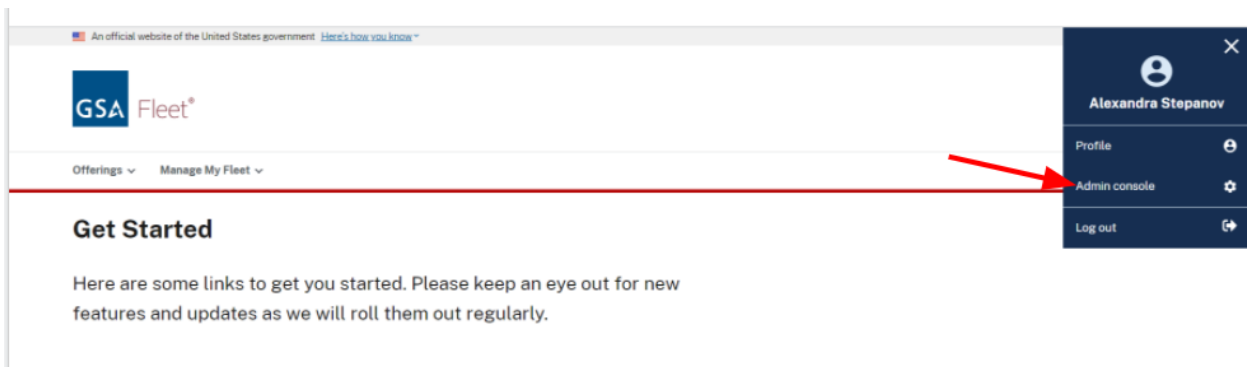 An official website of the United States government Here's how you know
GSA Fleet®
Alexandra Stepanov
Profile
Admin console
Log out
Offerings Manage My Fleet
Get Started
Here are some links to get you started. Please keep an eye out for new
features and updates as we will roll them out regularly.